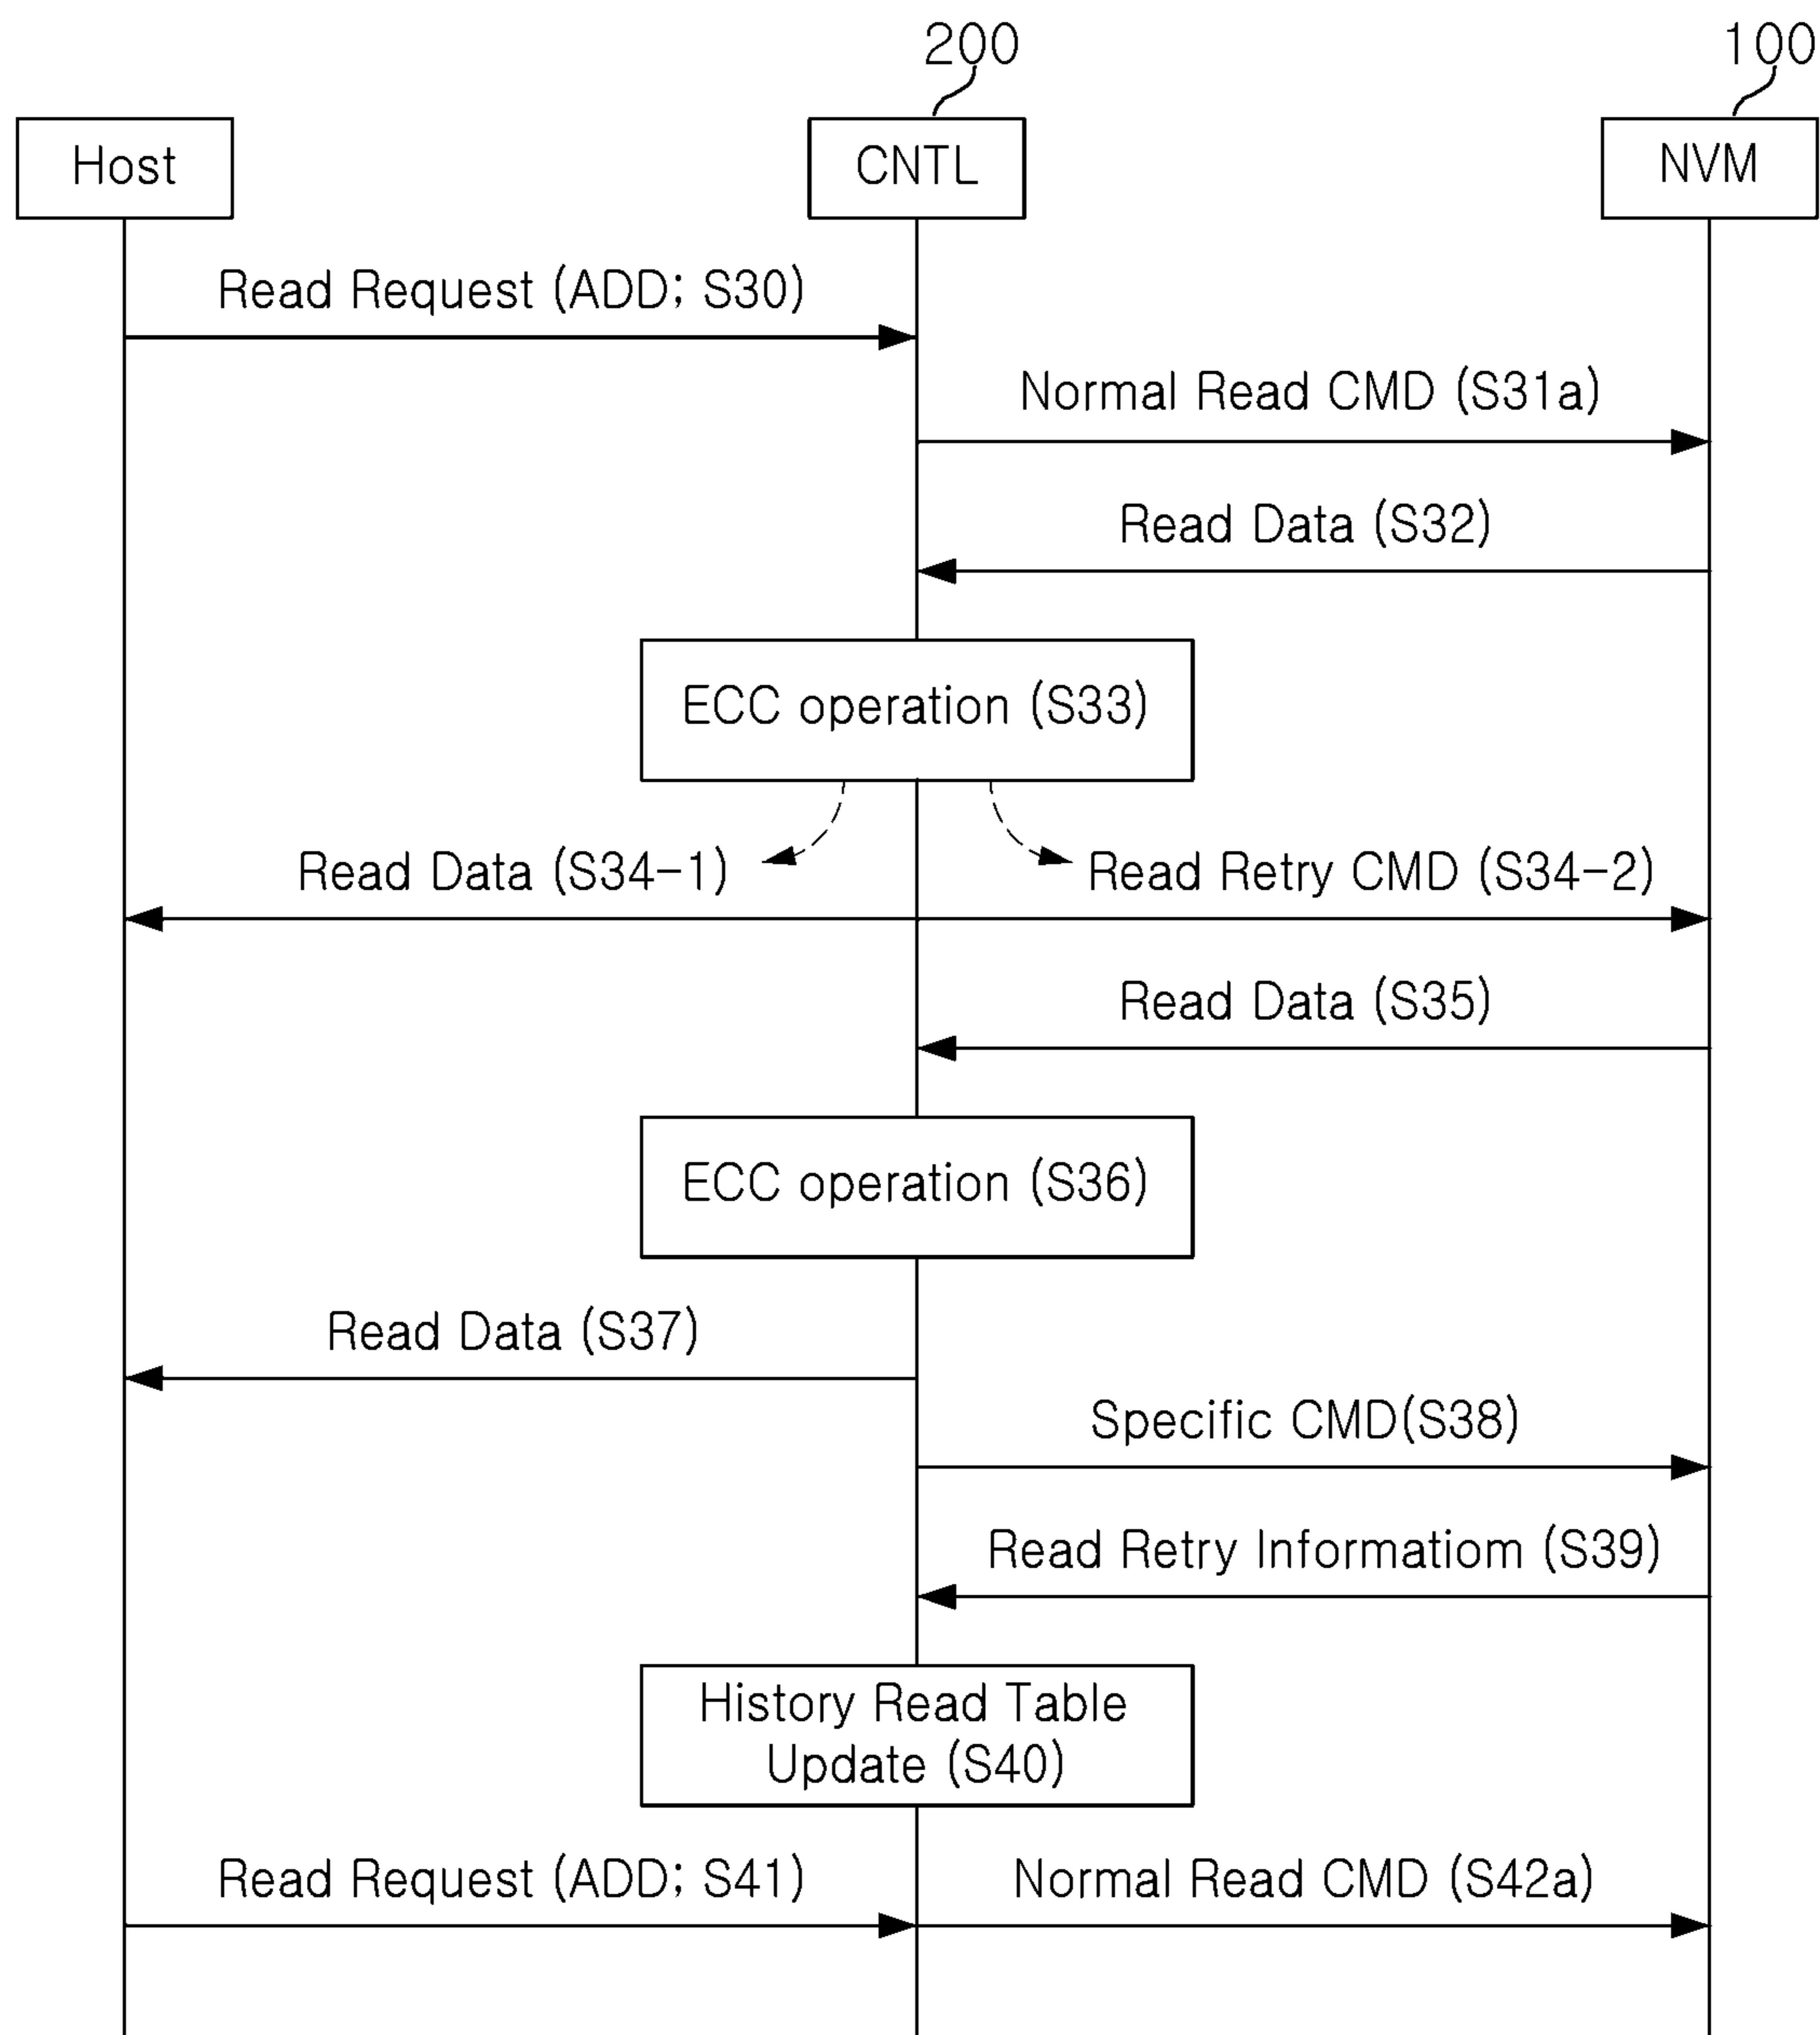 200
100
Host
CNTL
NVM
Read Request (ADD; S30)
Normal Read CMD (S31a)
Read Data (S32)
ECC operation (S33)
Read Data (S34-1)
Read Retry CMD (S34-2)
Read Data (S35)
ECC operation (S36)
Read Data (S37)
Specific CMD(S38)
Read Retry Informatiom (S39)
History Read Table
Update (S40)
Read Request (ADD; S41)
Normal Read CMD (S42a)